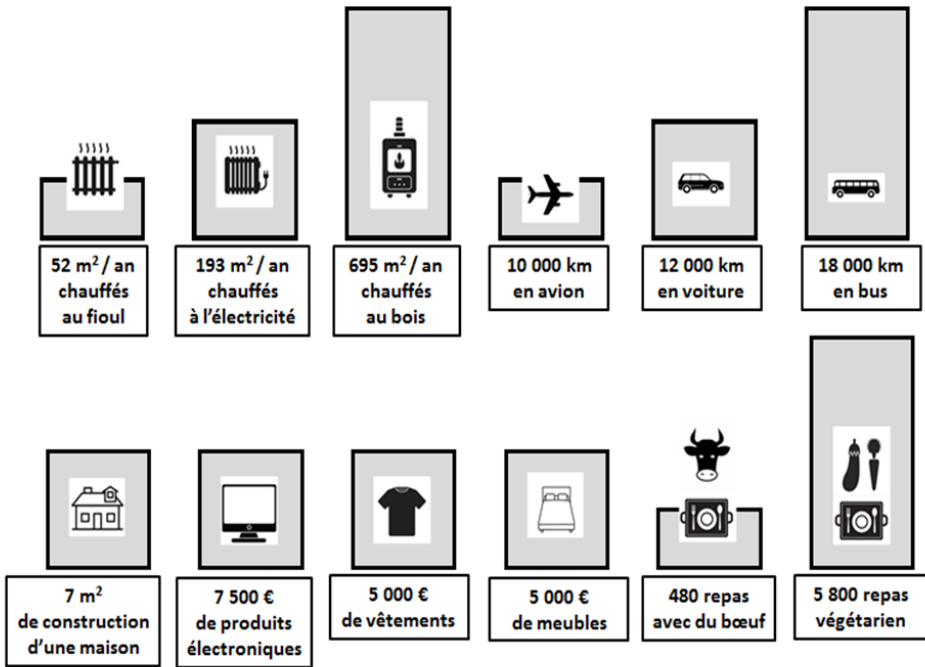 52 m² / an
chauffés
au fioul
193 m² / an
chauffés
à l'électricité
695 m² / an
chauffés
au bois
10 000 km
en avion
12 000 km
en voiture
18 000 km
en bus
7 m²
de construction
d'une maison
7 500 €
de produits
électroniques
5 000 €
de vêtements
5 000 €
de meubles
480 repas
avec du bœuf
5 800 repas
végétarien